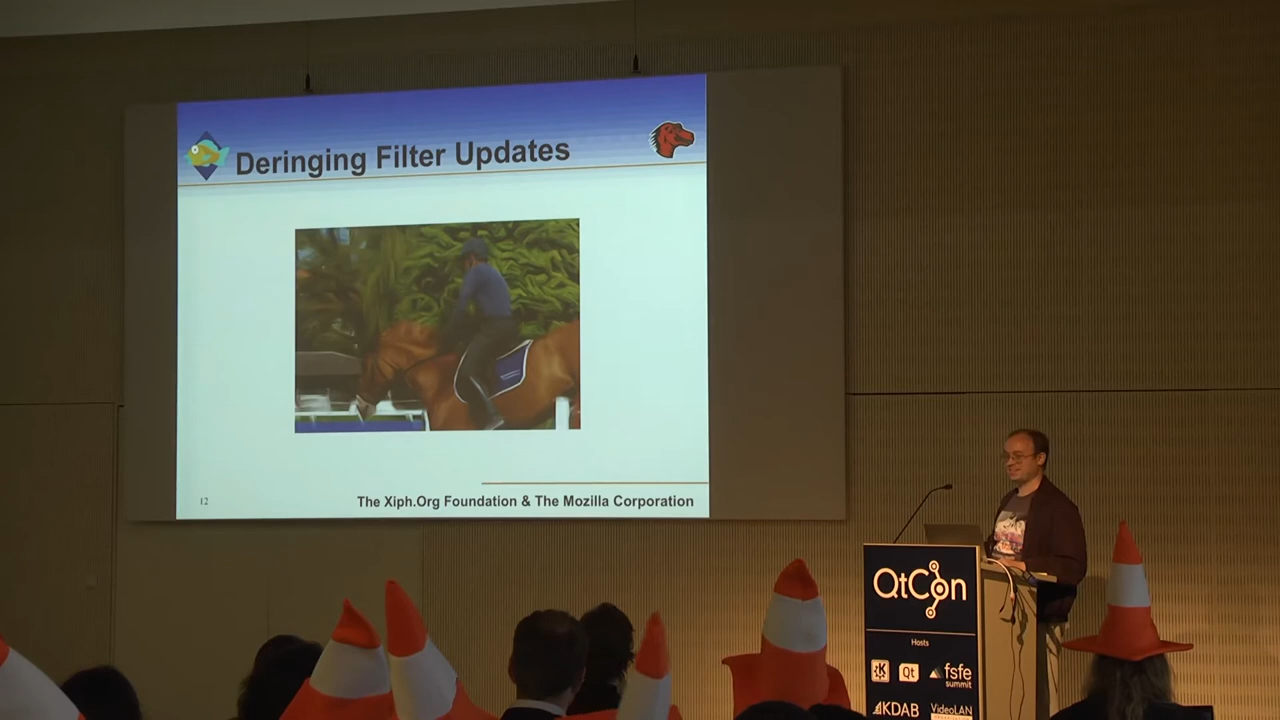 Deringing Filter Updates
12
The Xiph.Org Foundation & The Mozilla Corporation
QtCon
Hosts
Qt
fsfe
summit
KDAB
VideoLAN